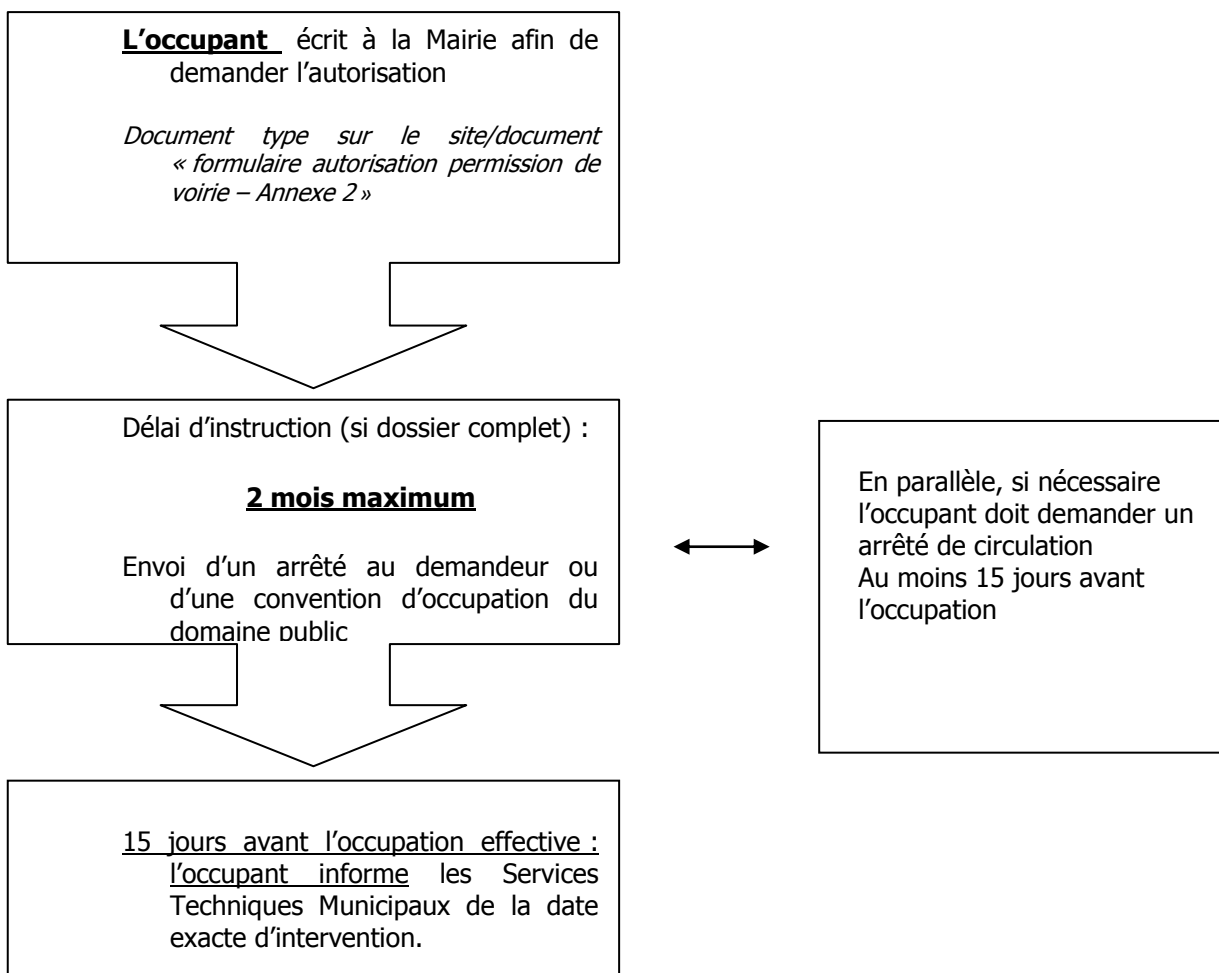 L’occupant écrit à la Mairie afin de
demander l’autorisation
Document type sur le site/document
« formulaire autorisation permission de
voirie – Annexe 2 »
Délai d’instruction (si dossier complet) :
2 mois maximum
Envoi d’un arrêté au demandeur ou
d’une convention d’occupation du
domaine public
En parallèle, si nécessaire
l’occupant doit demander un
arrêté de circulation
Au moins 15 jours avant
l’occupation
15 jours avant l’occupation effective :
l’occupant informe les Services
Techniques Municipaux de la date
exacte d’intervention.